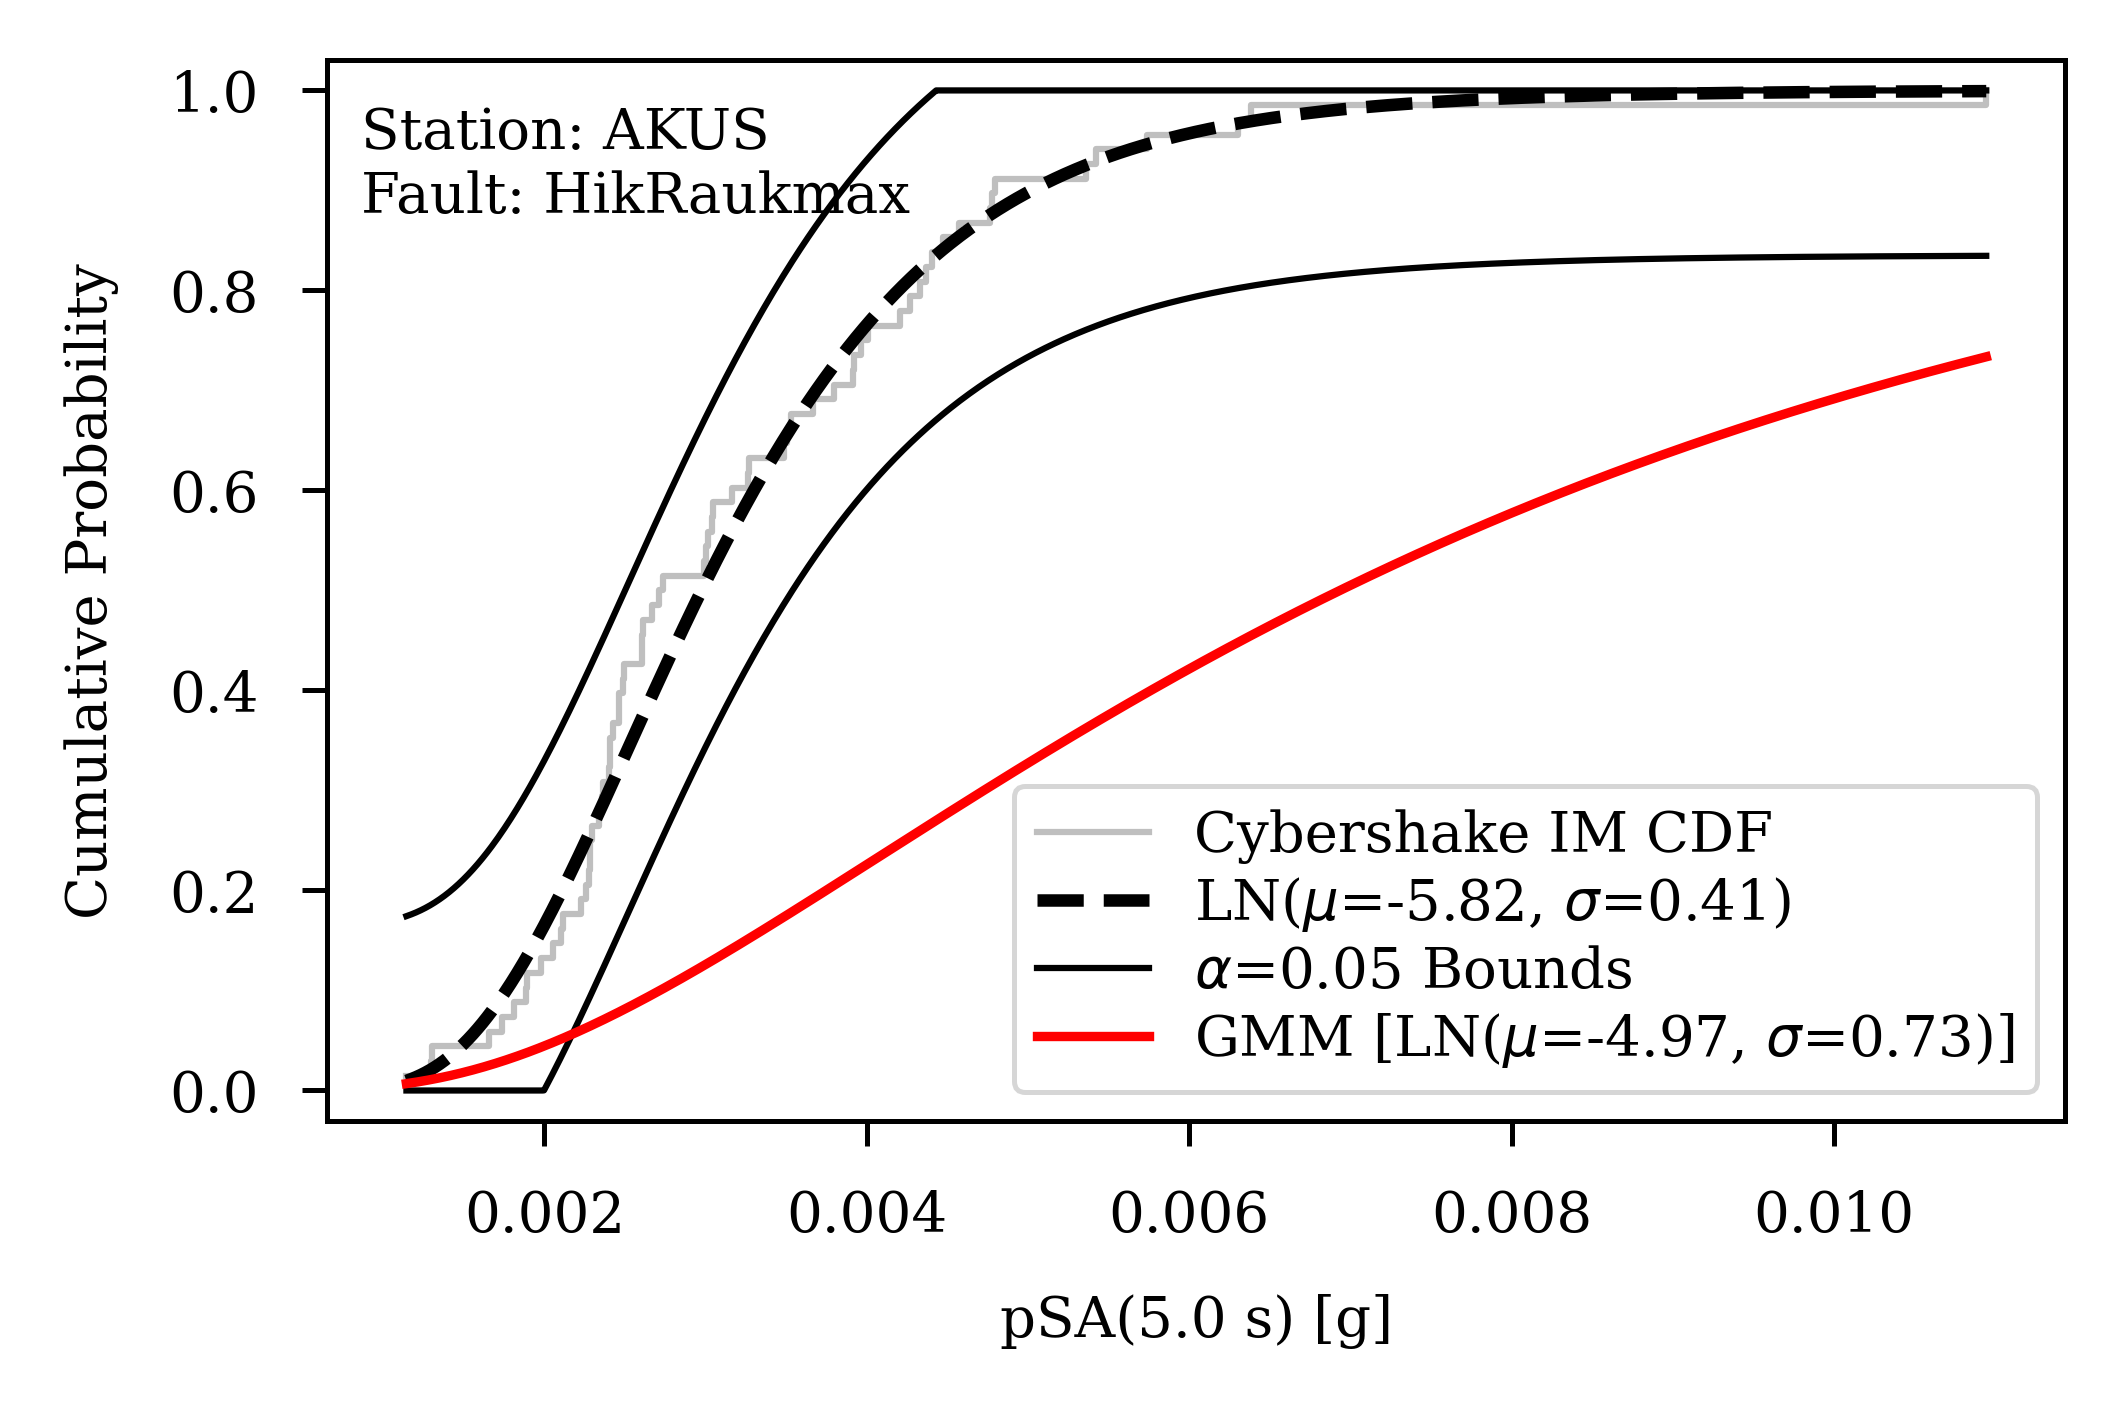 Station: AKUS
Fault: HikRaukmax
Cumulative Probability
1.0
0.8
0.6
0.4
0.2
0.0
Cybershake IM CDF
LN(μ=-5.82, σ=0.41)
α=0.05 Bounds
GMM [LN(μ=-4.97, σ=0.73)]
0.002 0.004 0.006 0.008 0.010
pSA(5.0 s) [g]